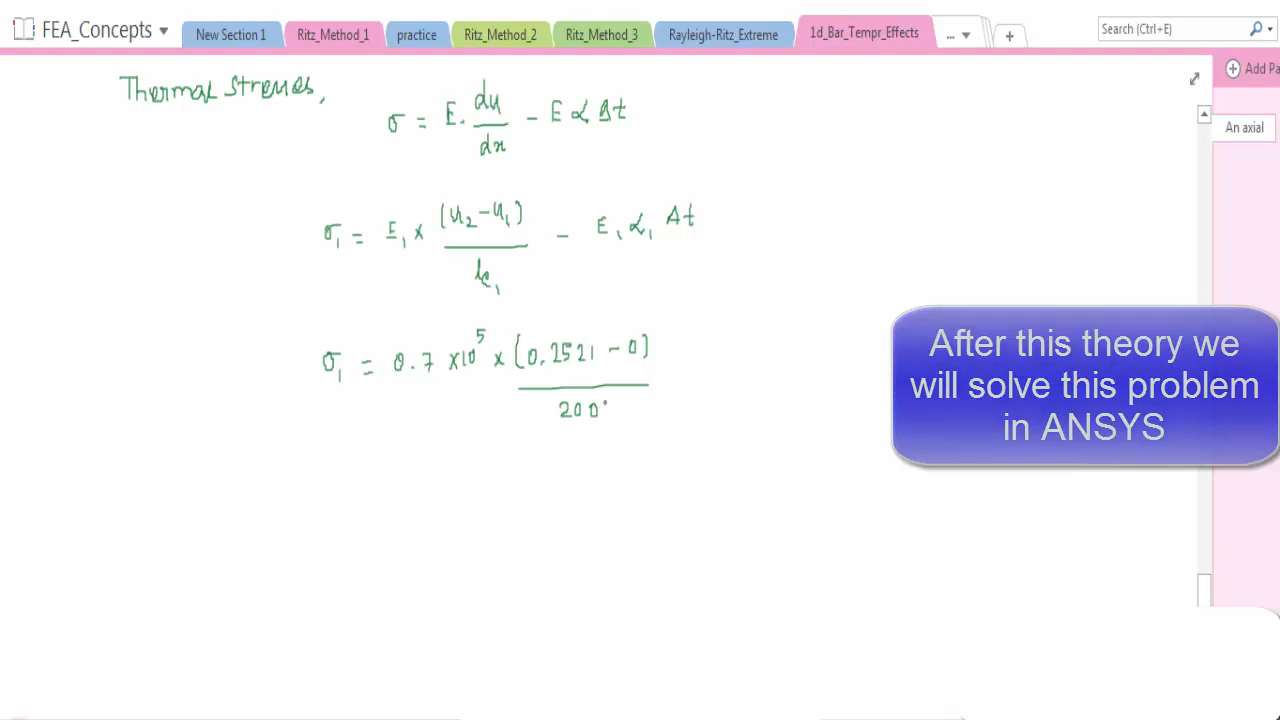 FEA_Concepts
New Section 1
Ritz_Method_1
practice
Ritz_Method_2
Ritz_Method_3
Rayleigh-Ritz_Extreme
1d_Bar_Tempr_Effects
...
+
Search (Ctrl+E)
Add Pa
An axial
Thermal Stresses,
σ = E. du/dx - E α Δt
σ₁ = E₁ × (u₂ - u₁)/le₁ - E₁ α₁ Δt
σ₁ = 0.7 ×10⁵ × (0.2521 - 0)/200
After this theory we
will solve this problem
in ANSYS